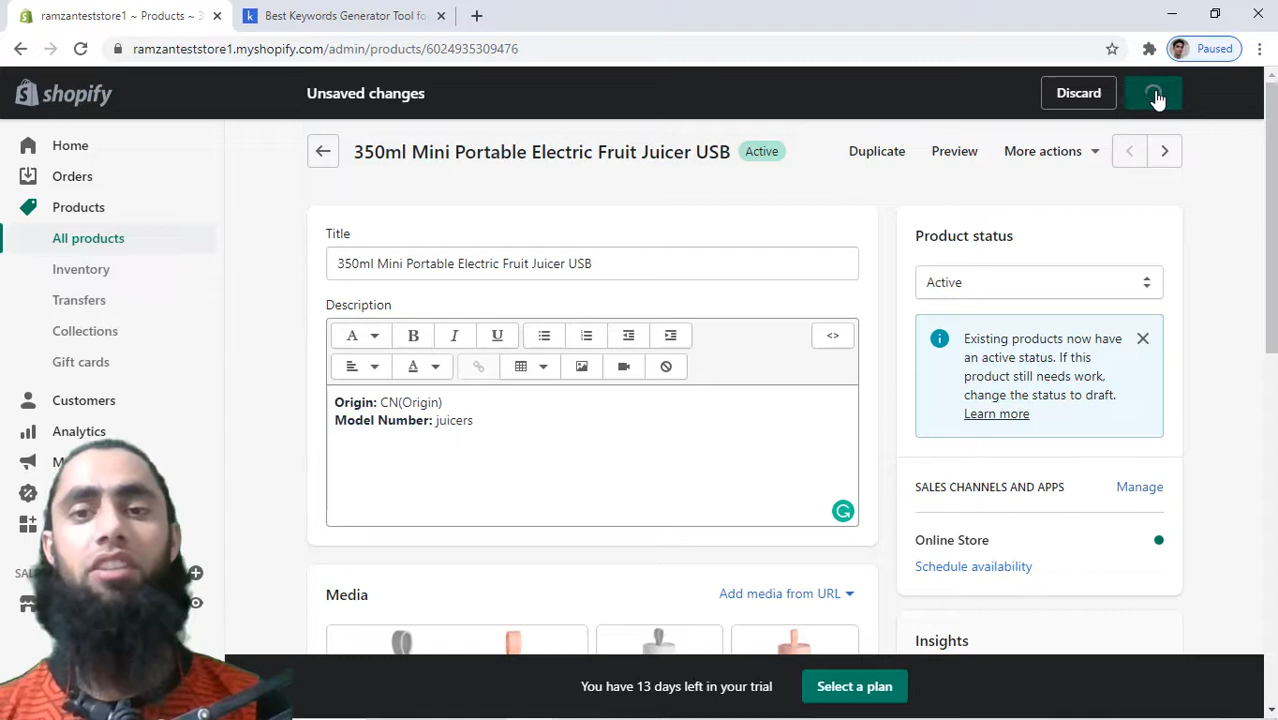 ramzanteststore1 ~ Products ~ 3
Best Keywords Generator Tool fo
ramzanteststore1.myshopify.com/admin/products/6024935309476
Paused
shopify
Unsaved changes
Discard
Home
Orders
Products
All products
Inventory
Transfers
Collections
Gift cards
Customers
Analytics
350ml Mini Portable Electric Fruit Juicer USB
Active
Duplicate
Preview
More actions
Title
350ml Mini Portable Electric Fruit Juicer USB
Description
A
B
I
U
<>
A
Origin: CN(Origin)
Model Number: juicers
Media
Add media from URL
Product status
Active
Existing products now have
an active status. If this
product still needs work,
change the status to draft.
Learn more
SALES CHANNELS AND APPS
Manage
Online Store
Schedule availability
Insights
You have 13 days left in your trial
Select a plan